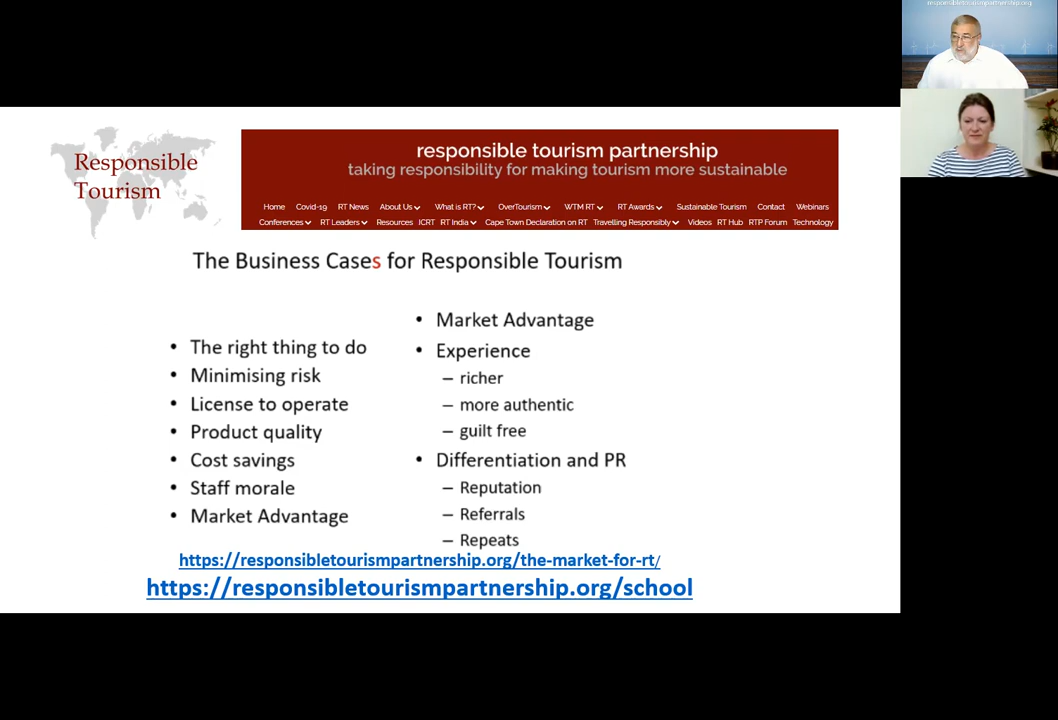 responsibletourismpartnership.org
Responsible
Tourism
responsible tourism partnership
taking responsibility for making tourism more sustainable
Home Covid-19 RT News About Us What is RT? OverTourism WTM RT RT Awards Sustainable Tourism Contact Webinars
Conferences RT Leaders Resources ICRT RT India Cape Town Declaration on RT Travelling Responsibly Videos RT Hub RTP Forum Technology
The Business Cases for Responsible Tourism
• The right thing to do
• Minimising risk
• License to operate
• Product quality
• Cost savings
• Staff morale
• Market Advantage
• Market Advantage
• Experience
– richer
– more authentic
– guilt free
• Differentiation and PR
– Reputation
– Referrals
– Repeats
https://responsibletourismpartnership.org/the-market-for-rt/
https://responsibletourismpartnership.org/school